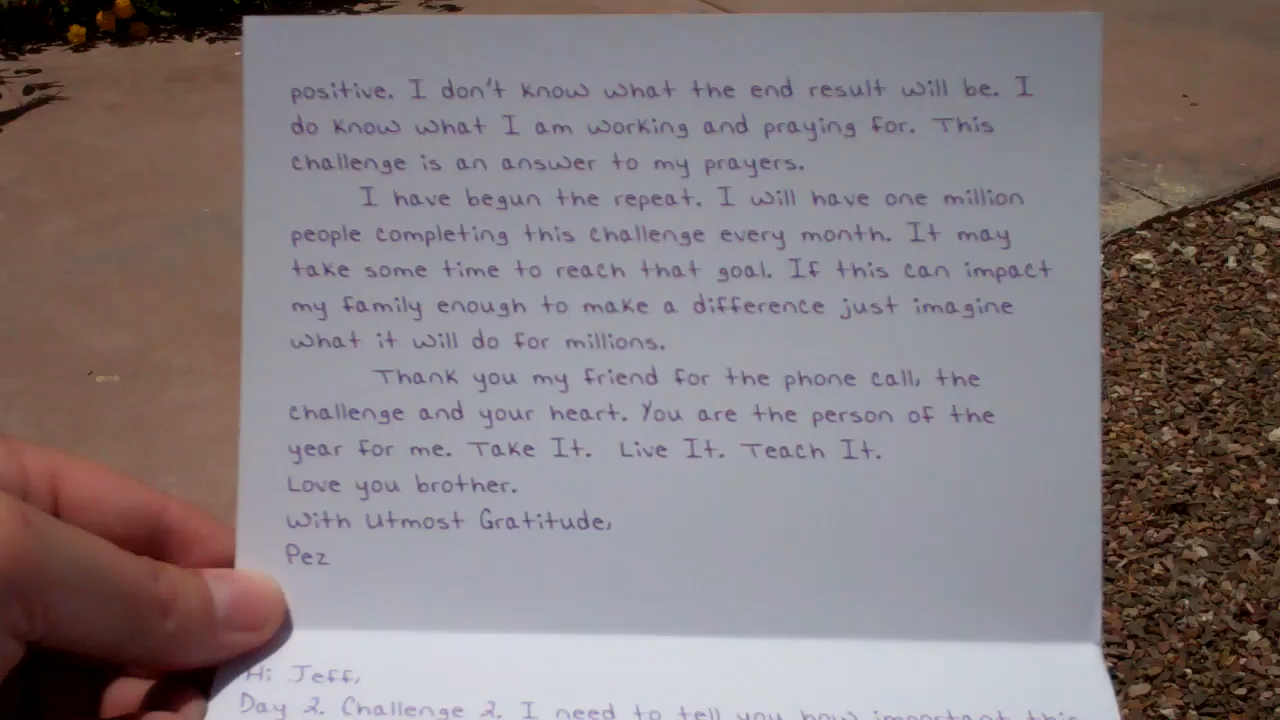 positive. I don't know what the end result will be. I
do know what I am working and praying for. This
challenge is an answer to my prayers.
I have begun the repeat. I will have one million
people completing this challenge every month. It may
take some time to reach that goal. If this can impact
my family enough to make a difference just imagine
what it will do for millions.
Thank you my friend for the phone call, the
challenge and your heart. You are the person of the
year for me. Take It. Live It. Teach It.
Love you brother.
With Utmost Gratitude,
Pez
Hi Jeff,
Day 2. Challenge 2. I need to tell you how important this